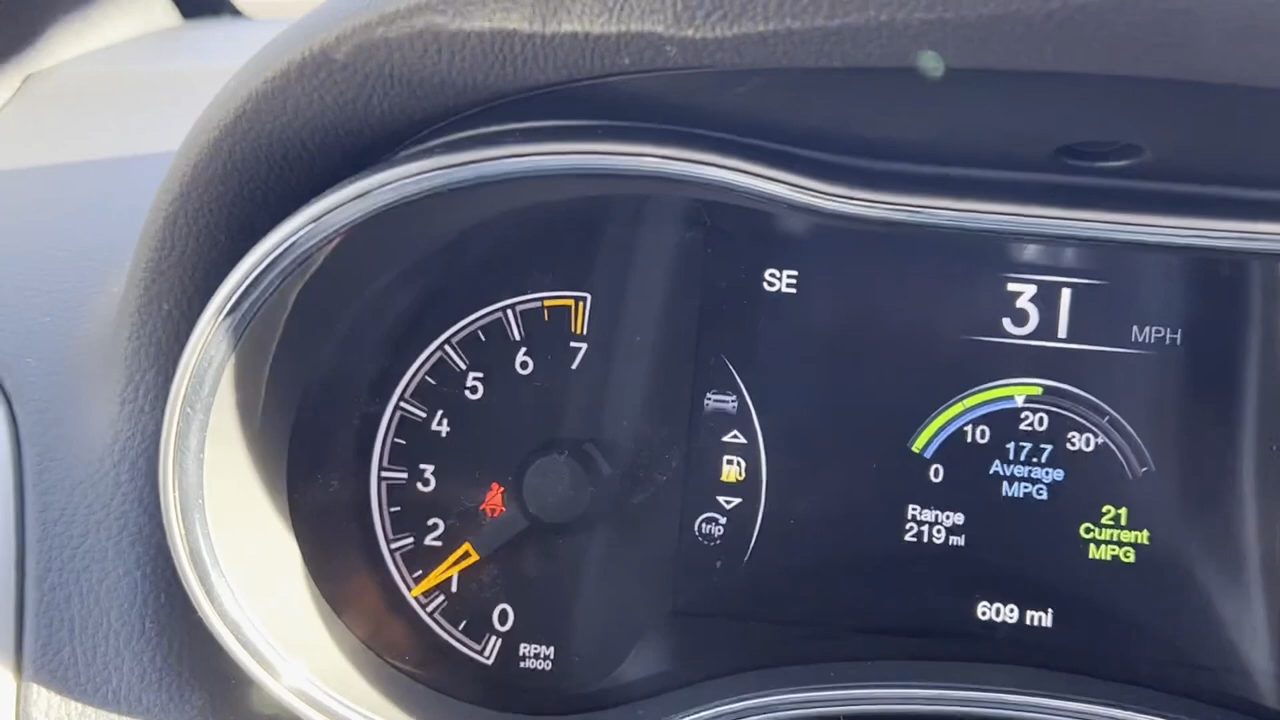 SE
31 MPH
7
6
5
4
3
2
1
0
RPM
x1000
trip
0
10
20
30+
17.7
Average
MPG
Range
219 mi
21
Current
MPG
609 mi